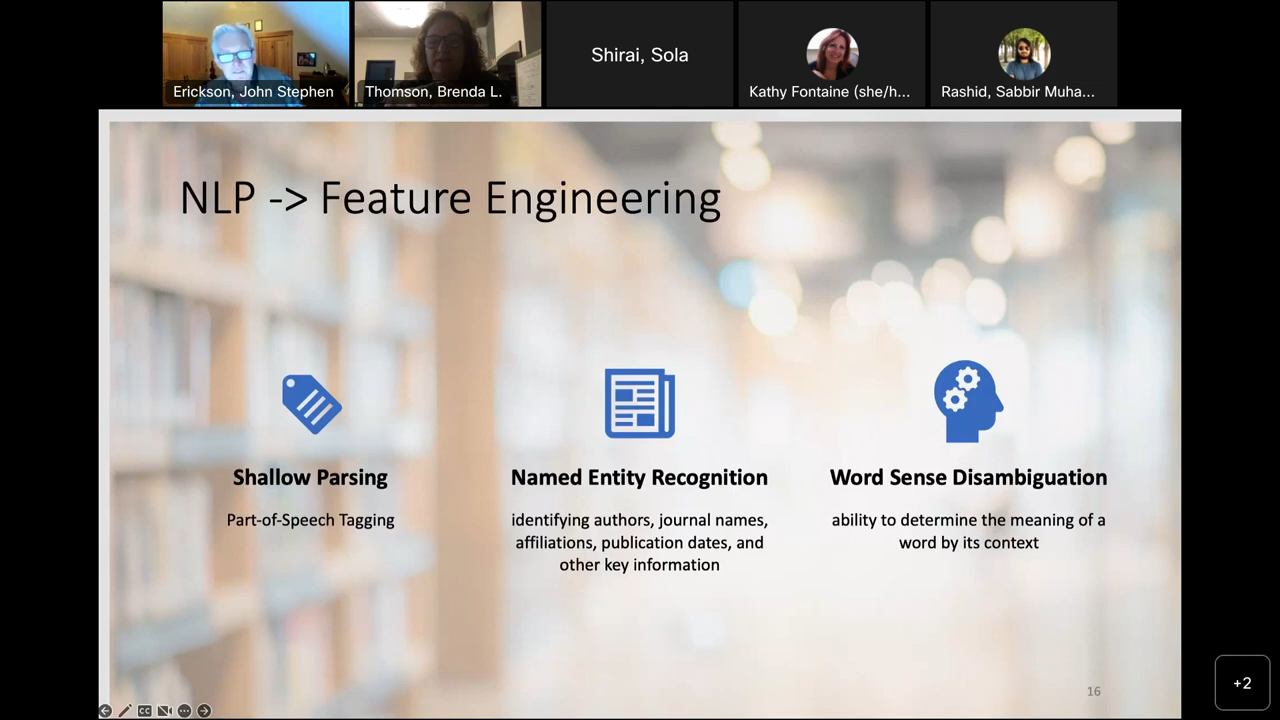 Erickson, John Stephen
Thomson, Brenda L.
Shirai, Sola
Kathy Fontaine (she/h...
Rashid, Sabbir Muha...
NLP -> Feature Engineering
Shallow Parsing
Part-of-Speech Tagging
Named Entity Recognition
identifying authors, journal names,
affiliations, publication dates, and
other key information
Word Sense Disambiguation
ability to determine the meaning of a
word by its context
16
CC
+2